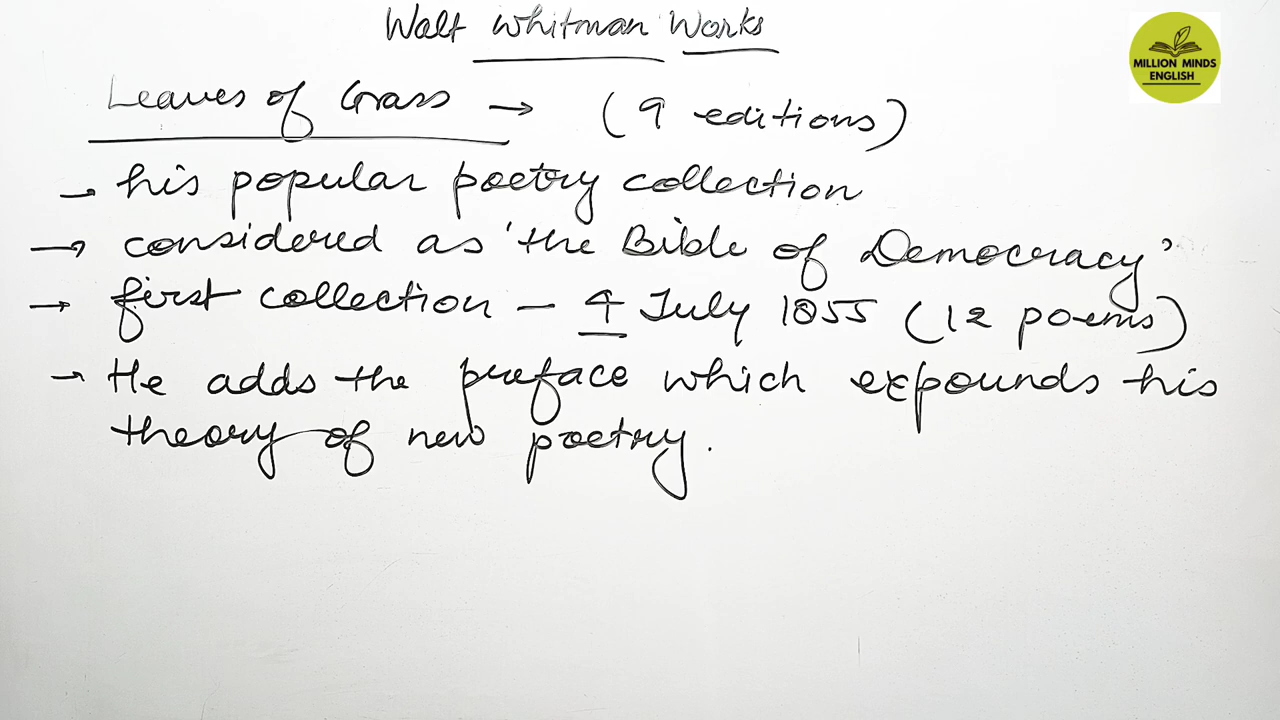 Walt Whitman Works
MILLION MINDS
ENGLISH
Leaves of Grass → (9 editions)
→ his popular poetry collection
→ considered as 'the Bible of Democracy'
→ first collection - 4 July 1855 (12 poems)
→ He adds the preface which expounds his
theory of new poetry.